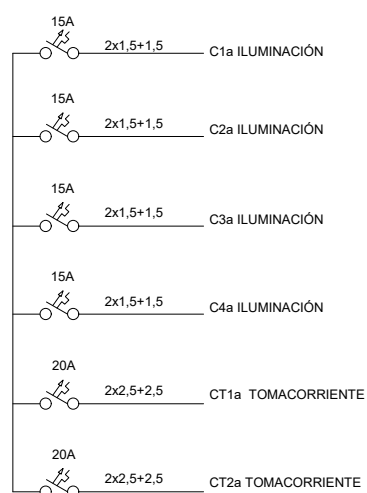 15A
2x1,5+1,5
C1a ILUMINACIÓN
15A
2x1,5+1,5
C2a ILUMINACIÓN
15A
2x1,5+1,5
C3a ILUMINACIÓN
15A
2x1,5+1,5
C4a ILUMINACIÓN
20A
2x2,5+2,5
CT1a TOMACORRIENTE
20A
2x2,5+2,5
CT2a TOMACORRIENTE